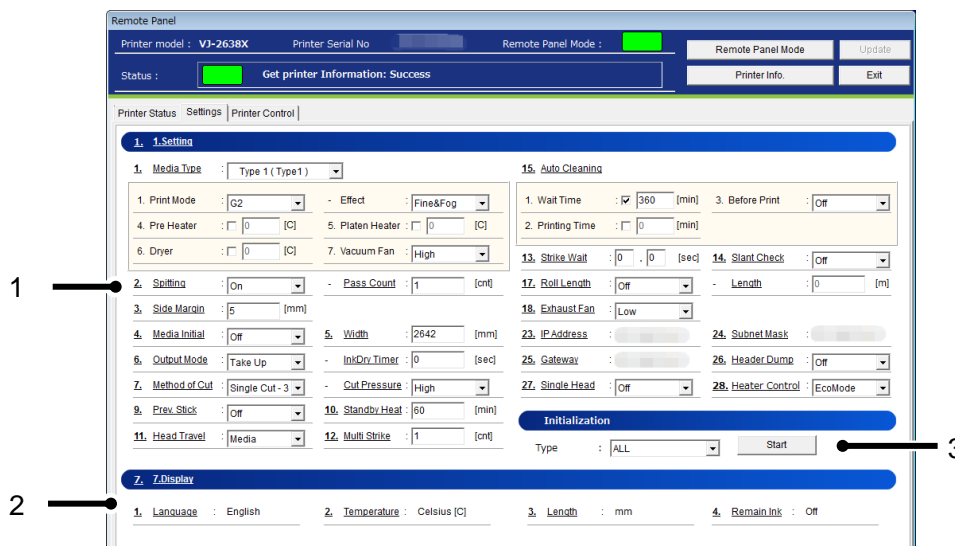 Remote Panel
Printer model : VJ-2638X Printer Serial No Remote Panel Mode : Remote Panel Mode Update
Status : Get printer Information: Success Printer Info. Exit
Printer Status Settings Printer Control
1. 1.Setting
1. Media Type : Type 1 ( Type1 ) 15. Auto Cleaning
1. Print Mode : G2 - Effect : Fine&Fog 1. Wait Time : 360 [min] 3. Before Print : Off
4. Pre Heater : 0 [C] 5. Platen Heater : 0 [C] 2. Printing Time : 0 [min]
6. Dryer : 0 [C] 7. Vacuum Fan : High 13. Strike Wait : 0 . 0 [sec] 14. Slant Check : Off
1 2. Spitting : On - Pass Count : 1 [cnt] 17. Roll Length : Off - Length : 0 [m]
3. Side Margin : 5 [mm] 18. Exhaust Fan : Low
4. Media Initial : Off 5. Width : 2642 [mm] 23. IP Address : 24. Subnet Mask :
6. Output Mode : Take Up - InkDry Timer : 0 [sec] 25. Gateway : 26. Header Dump : Off
7. Method of Cut : Single Cut - 3 - Cut Pressure : High 27. Single Head : Off 28. Heater Control : EcoMode
9. Prev. Stick : Off 10. Standby Heat : 60 [min] Initialization
11. Head Travel : Media 12. Multi Strike : 1 [cnt] Type : ALL Start 3
7. 7.Display
2 1. Language : English 2. Temperature : Celsius [C] 3. Length : mm 4. Remain Ink : Off